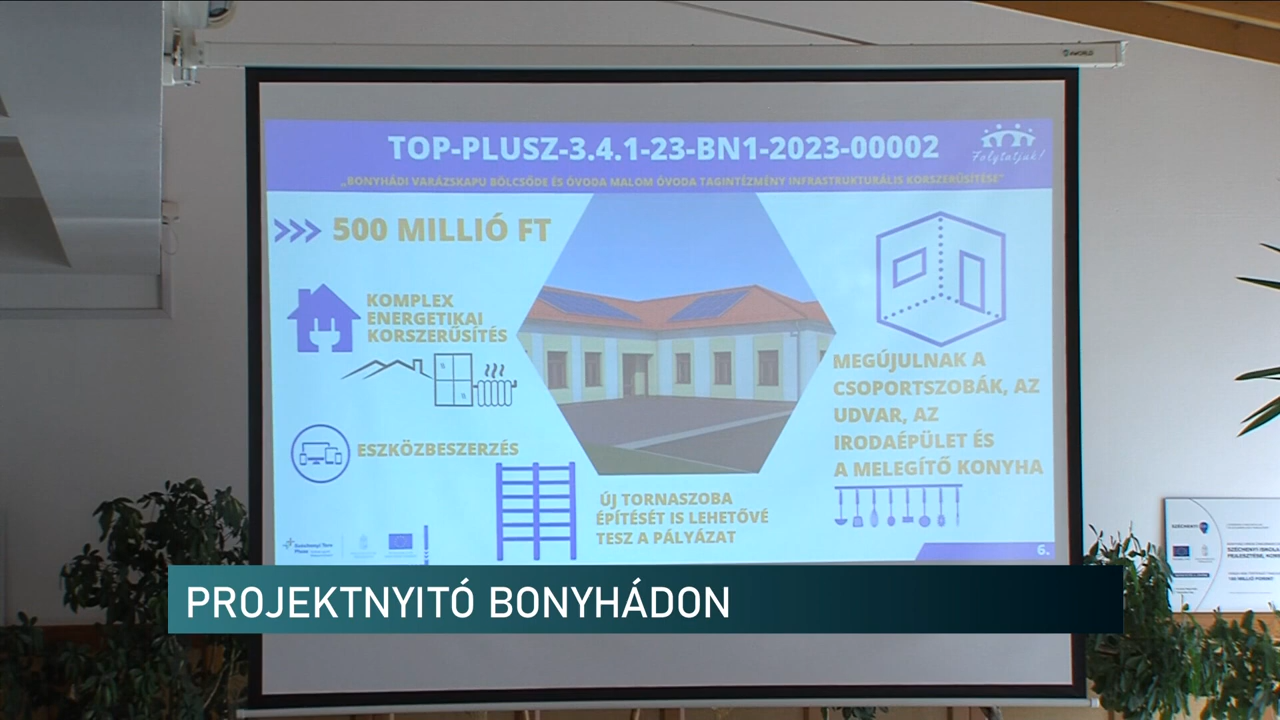 AWORLD
TOP-PLUSZ-3.4.1-23-BN1-2023-00002
Folytatjuk!
„BONYHÁDI VARÁZSKAPU BÖLCSŐDE ÉS ÓVODA MALOM ÓVODA TAGINTÉZMÉNY INFRASTRUKTURÁLIS KORSZERŰSÍTÉSE"
500 MILLIÓ FT
KOMPLEX
ENERGETIKAI
KORSZERŰSÍTÉS
ESZKÖZBESZERZÉS
ÚJ TORNASZOBA
ÉPÍTÉSÉT IS LEHETŐVÉ
TESZ A PÁLYÁZAT
MEGÚJULNAK A
CSOPORTSZOBÁK, AZ
UDVAR, AZ
IRODAÉPÜLET ÉS
A MELEGÍTŐ KONYHA
6.
SZÉCHENYI
PROJEKTNYITÓ BONYHÁDON